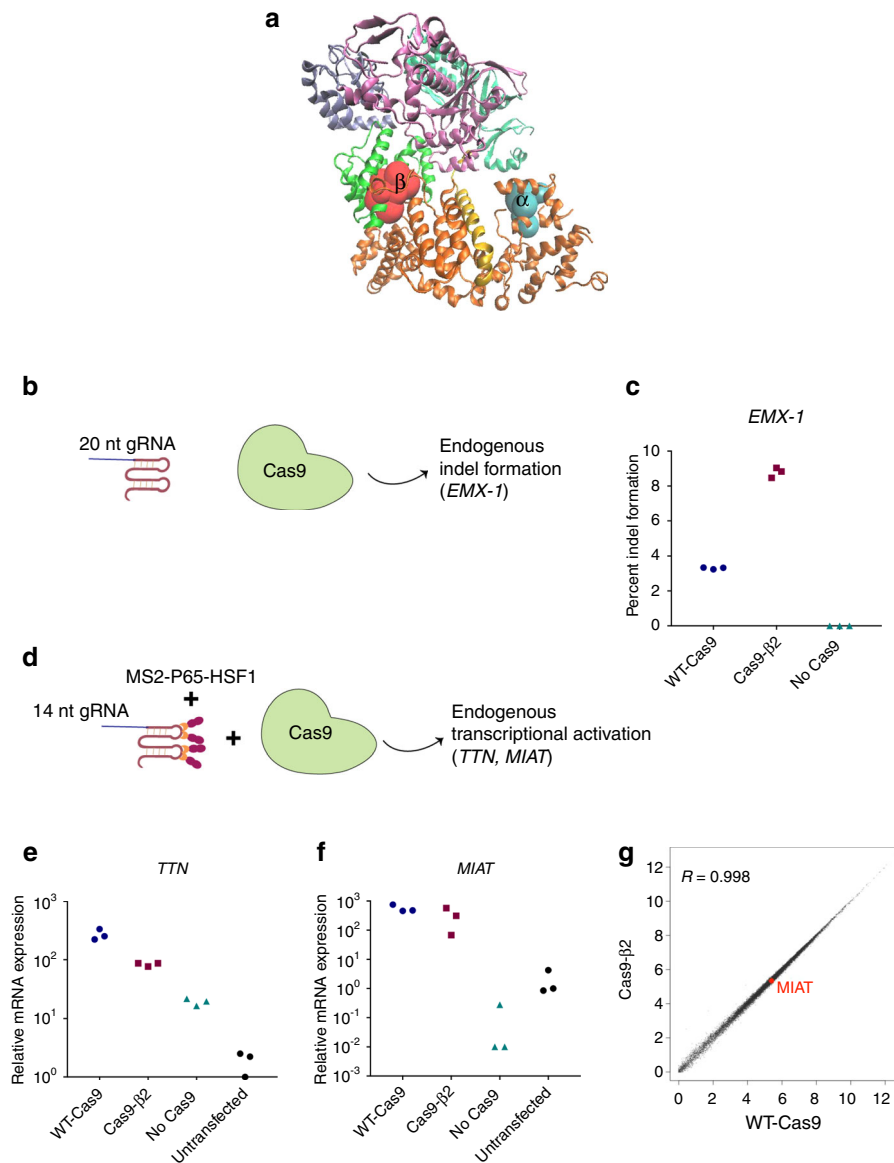 a
β
α
b
20 nt gRNA
Cas9
Endogenous
indel formation
(EMX-1)
c
EMX-1
Percent indel formation
10
8
6
4
2
0
WT-Cas9
Cas9-β2
No Cas9
d
MS2-P65-HSF1
+
14 nt gRNA
+
Cas9
Endogenous
transcriptional activation
(TTN, MIAT)
e
TTN
Relative mRNA expression
10³
10²
10¹
10⁰
WT-Cas9
Cas9-β2
No Cas9
Untransfected
f
MIAT
Relative mRNA expression
10³
10²
10¹
10⁰
10⁻¹
10⁻²
10⁻³
WT-Cas9
Cas9-β2
No Cas9
Untransfected
g
R = 0.998
MIAT
Cas9-β2
12
10
8
6
4
2
0
0 2 4 6 8 10 12
WT-Cas9